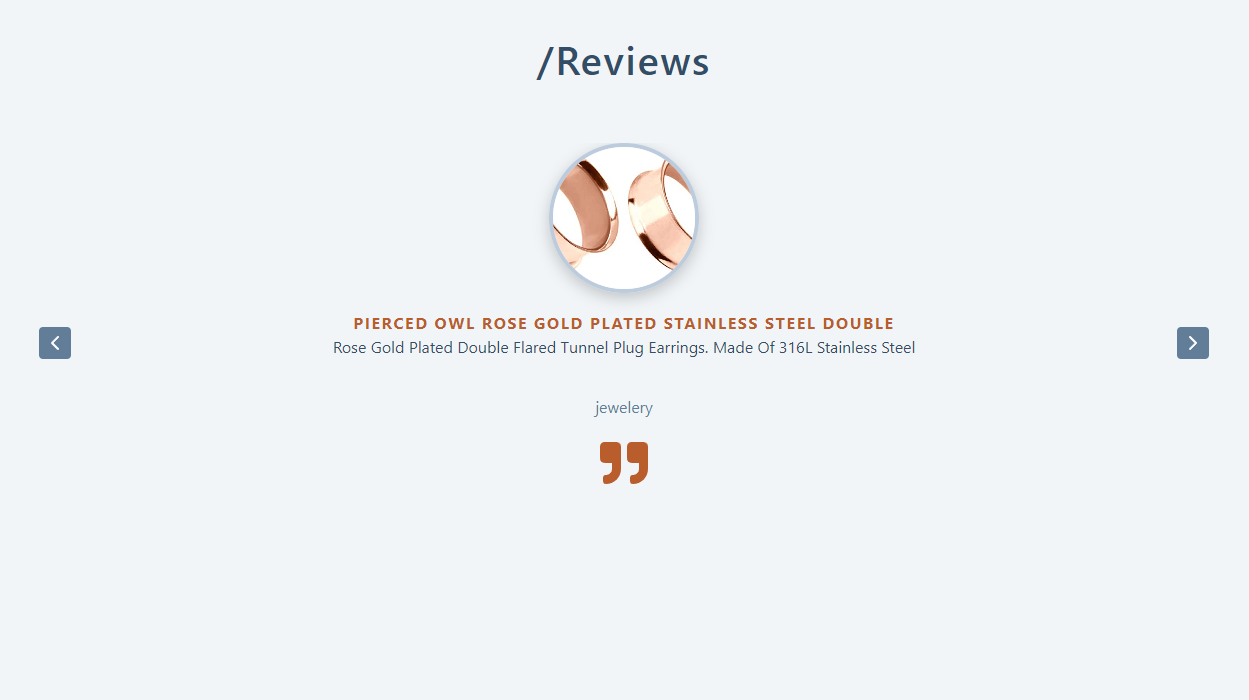 /Reviews
PIERCED OWL ROSE GOLD PLATED STAINLESS STEEL DOUBLE
Rose Gold Plated Double Flared Tunnel Plug Earrings. Made Of 316L Stainless Steel
jewelery